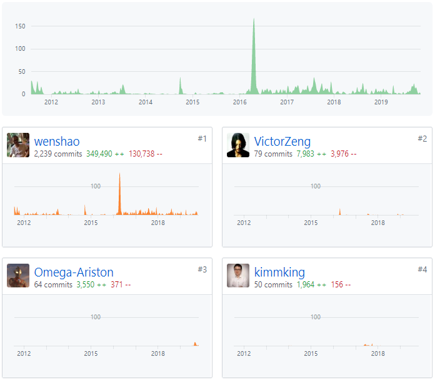 150
100
50
0
2012 2013 2014 2015 2016 2017 2018 2019
wenshao #1
2,239 commits 349,490 ++ 130,738 --
100
2012 2015 2018
VictorZeng #2
79 commits 7,983 ++ 3,976 --
100
2012 2015 2018
Omega-Ariston #3
64 commits 3,550 ++ 371 --
100
2012 2015 2018
kimmking #4
50 commits 1,964 ++ 156 --
100
2012 2015 2018